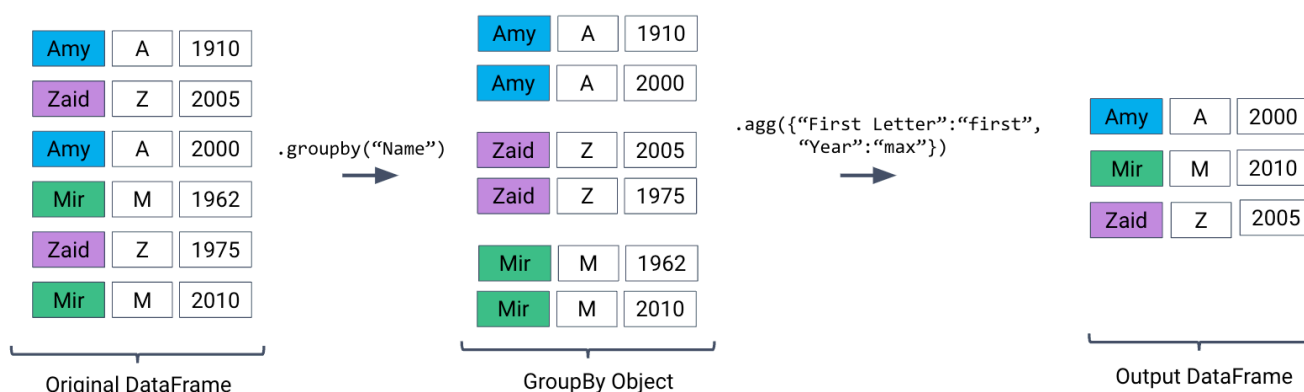 Amy A 1910
Zaid Z 2005
Amy A 2000
Mir M 1962
Zaid Z 1975
Mir M 2010
Original DataFrame
.groupby(“Name”)
Amy A 1910
Amy A 2000
Zaid Z 2005
Zaid Z 1975
Mir M 1962
Mir M 2010
GroupBy Object
.agg({“First Letter”:“first”,
“Year”:“max”})
Amy A 2000
Mir M 2010
Zaid Z 2005
Output DataFrame